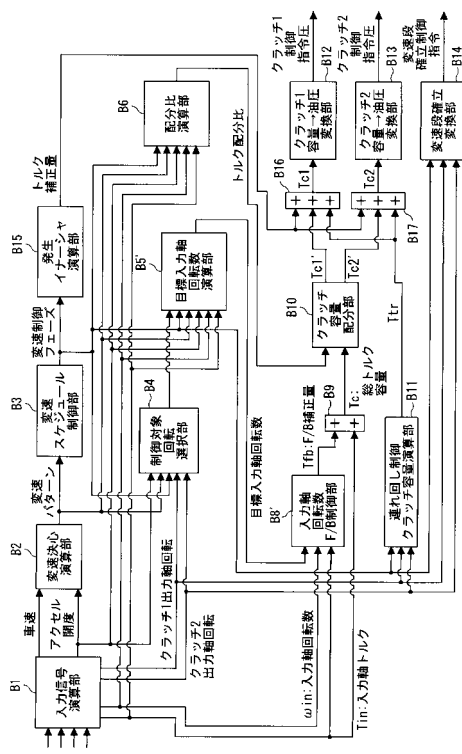 B1
入力信号
演算部
車速
アクセル
開度
B2
変速決心
演算部
変速
パターン
B3
変速
スケジュール
制御部
変速制御
フェーズ
B15
発生
イナーシャ
演算部
トルク
補正量
クラッチ1出力軸回転
クラッチ2
出力軸回転
B4
制御対象
回転
選択部
B5'
目標入力軸
回転数
演算部
B6
配分比
演算部
トルク配分比
目標入力軸回転数
ωin:入力軸回転数
Tin:入力軸トルク
B8'
入力軸
回転数
F/B制御部
Tfb:F/B補正量
B9
Tc:
総トルク
容量
B10
クラッチ
容量
配分部
Tc1'
Tc2'
B11
連れ回し制御
クラッチ容量演算部
Ttr
B16
B17
Tc1
Tc2
B12
クラッチ1
容量→油圧
変換部
B13
クラッチ2
容量→油圧
変換部
B14
変速段確立
変換部
クラッチ1
制御
指令圧
クラッチ2
制御
指令圧
変速段
確立制御
指令